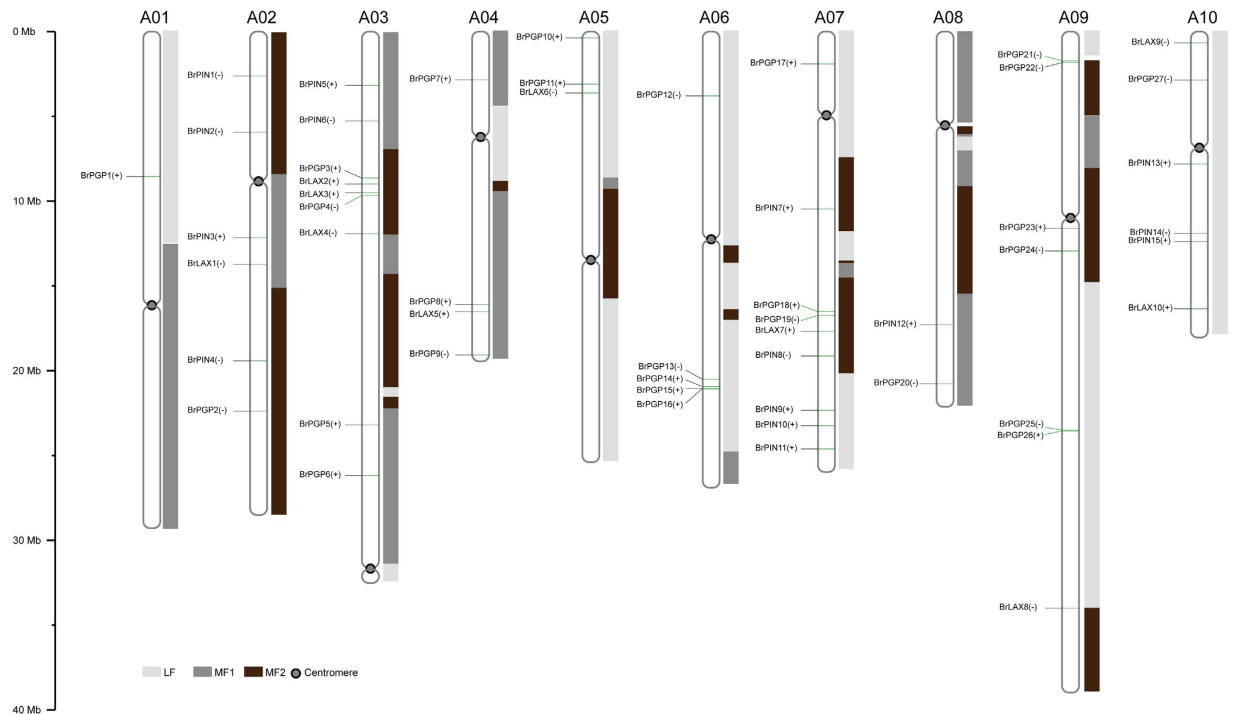 A01
A02
A03
A04
A05
A06
A07
A08
A09
A10
0 Mb
10 Mb
20 Mb
30 Mb
40 Mb
BrPGP1(+)
BrPIN1(-)
BrPIN2(-)
BrPIN3(+)
BrLAX1(-)
BrPIN4(-)
BrPGP2(-)
BrPIN5(+)
BrPIN6(-)
BrPGP3(+)
BrLAX2(+)
BrLAX3(+)
BrPGP4(-)
BrLAX4(-)
BrPGP5(+)
BrPGP6(+)
BrPGP7(+)
BrPGP8(+)
BrLAX5(+)
BrPGP9(-)
BrPGP10(+)
BrPGP11(+)
BrLAX6(-)
BrPGP12(-)
BrPGP13(-)
BrPGP14(+)
BrPGP15(+)
BrPGP16(+)
BrPGP17(+)
BrPIN7(+)
BrPGP18(+)
BrPGP19(-)
BrLAX7(+)
BrPIN8(-)
BrPIN9(+)
BrPIN10(+)
BrPIN11(+)
BrPIN12(+)
BrPGP20(-)
BrPGP21(-)
BrPGP22(-)
BrPGP23(+)
BrPGP24(-)
BrPGP25(-)
BrPGP26(+)
BrLAX8(-)
BrLAX9(-)
BrPGP27(-)
BrPIN13(+)
BrPIN14(-)
BrPIN15(+)
BrLAX10(+)
LF
MF1
MF2
Centromere